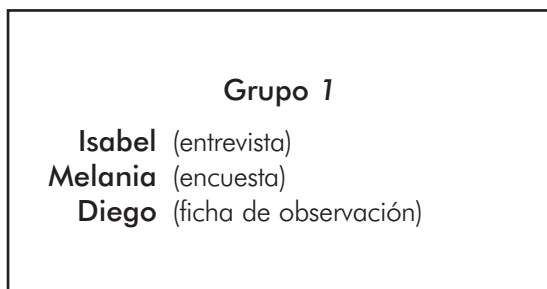 Grupo 1
Isabel (entrevista)
Melania (encuesta)
Diego (ficha de observación)